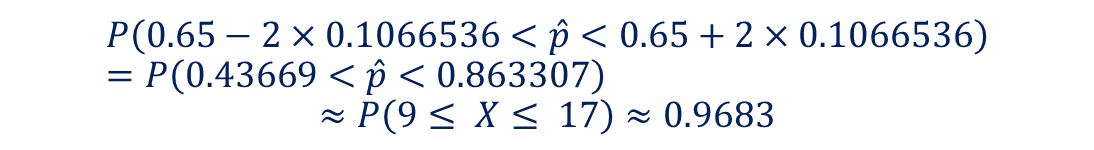 P(0.65 − 2 × 0.1066536 < p̂ < 0.65 + 2 × 0.1066536)
= P(0.43669 < p̂ < 0.863307)
≈ P(9 ≤ X ≤ 17) ≈ 0.9683